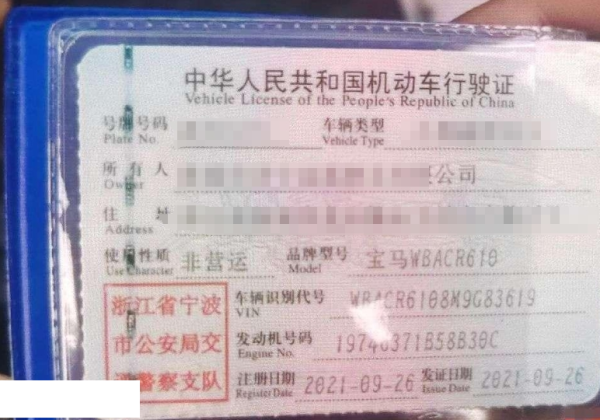 中华人民共和国机动车行驶证
Vehicle License of the People's Republic of China
号牌号码 车辆类型
Plate No. Vehicle Type
所有人 公司
Owner
住址
Address
使用性质 非营运 品牌型号 宝马WBACR610
Use Character Model
浙江省宁波
市公安局交
警察支队
车辆识别代号 WBACR6108M9G83619
VIN
发动机号码 19740371B58B30C
Engine No.
注册日期 2021-09-26 发证日期 2021-09-26
Register Date Issue Date